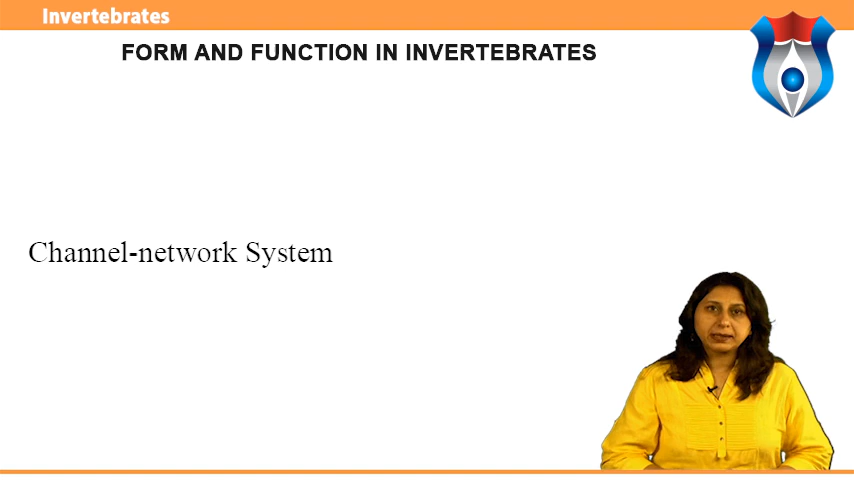 Invertebrates
FORM AND FUNCTION IN INVERTEBRATES
Channel-network System